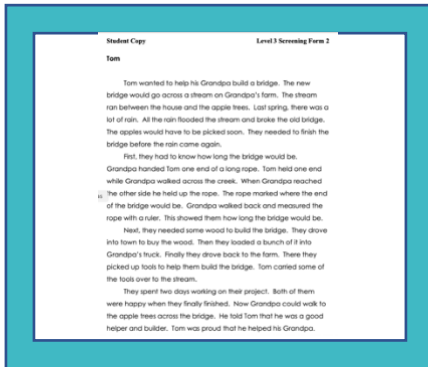 Student Copy Level 3 Screening Form 2
Tom
Tom wanted to help his Grandpa build a bridge. The new
bridge would go across a stream on Grandpa's farm. The stream
ran between the house and the apple trees. Last spring, there was a
lot of rain. All the rain flooded the stream and broke the old bridge.
The apples would have to be picked soon. They needed to finish the
bridge before the rain came again.
First, they had to know how long the bridge would be.
Grandpa handed Tom one end of a long rope. Tom held one end
while Grandpa walked across the creek. When Grandpa reached
the other side he held up the rope. The rope marked where the end
of the bridge would be. Grandpa walked back and measured the
rope with a ruler. This showed them how long the bridge would be.
Next, they needed some wood to build the bridge. They drove
into town to buy the wood. Then they loaded a bunch of it into
Grandpa's truck. Finally they drove back to the farm. There they
picked up tools to help them build the bridge. Tom carried some of
the tools over to the stream.
They spent two days working on their project. Both of them
were happy when they finally finished. Now Grandpa could walk to
the apple trees across the bridge. He told Tom that he was a good
helper and builder. Tom was proud that he helped his Grandpa.